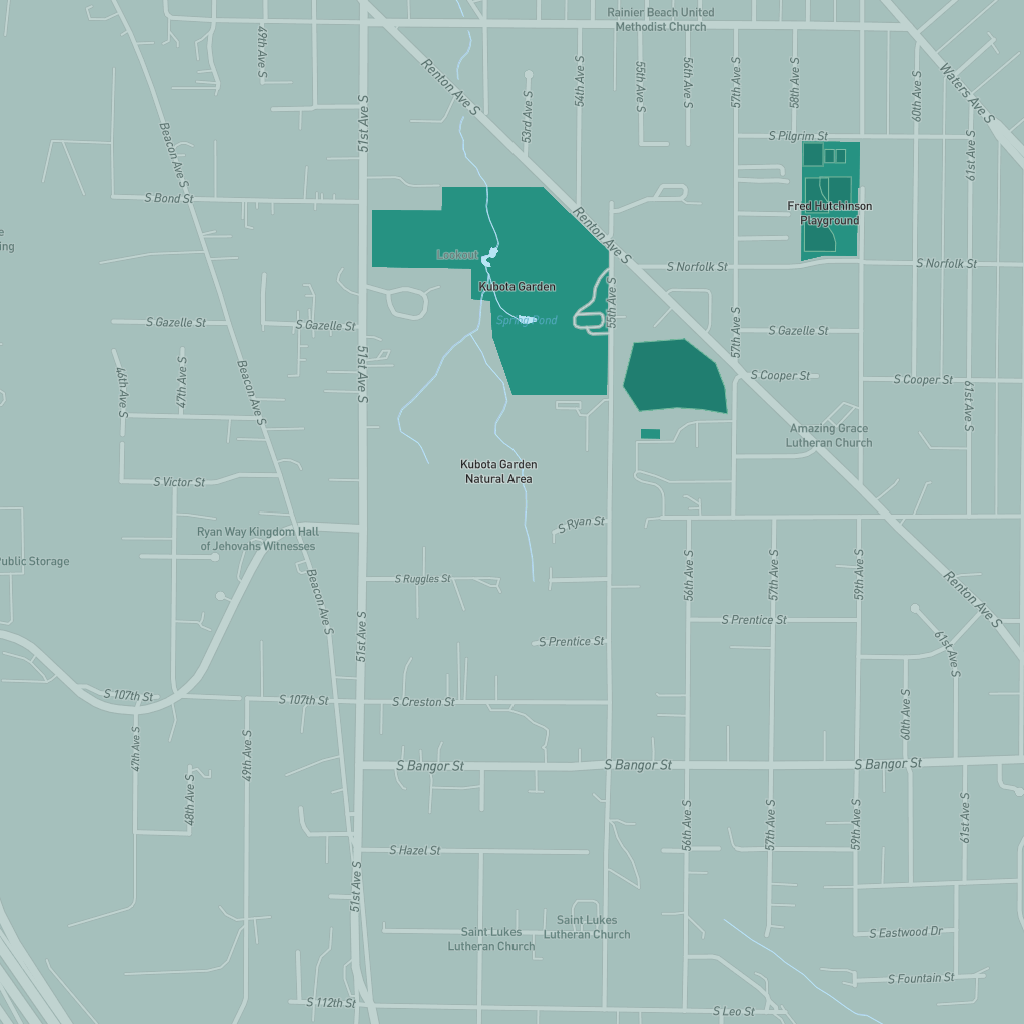 Rainier Beach United
Methodist Church
49th Ave S
Renton Ave S
54th Ave S
55th Ave S
56th Ave S
57th Ave S
58th Ave S
60th Ave S
Waters Ave S
51st Ave S
53rd Ave S
Beacon Ave S
S Pilgrim St
61st Ave S
S Bond St
Fred Hutchinson
Playground
Renton Ave S
Lookout
S Norfolk St
S Norfolk St
Kubota Garden
55th Ave S
Spring Pond
S Gazelle St
S Gazelle St
57th Ave S
S Gazelle St
51st Ave S
46th Ave S
47th Ave S
Beacon Ave S
S Cooper St
S Cooper St
61st Ave S
Amazing Grace
Lutheran Church
Kubota Garden
Natural Area
S Victor St
S Ryan St
Ryan Way Kingdom Hall
of Jehovahs Witnesses
Public Storage
ing
S Ruggles St
Beacon Ave S
56th Ave S
57th Ave S
59th Ave S
Renton Ave S
51st Ave S
S Prentice St
S Prentice St
61st Ave S
S 107th St
S 107th St
S Creston St
60th Ave S
47th Ave S
49th Ave S
S Bangor St
S Bangor St
S Bangor St
48th Ave S
56th Ave S
57th Ave S
59th Ave S
61st Ave S
S Hazel St
51st Ave S
Saint Lukes
Lutheran Church
Saint Lukes
Lutheran Church
S Eastwood Dr
S Fountain St
S 112th St
S Leo St